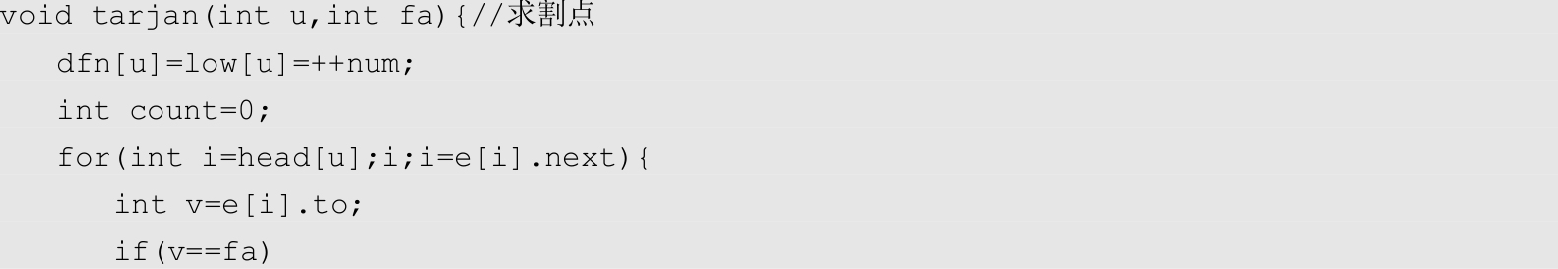 void tarjan(int u,int fa){//求割点
dfn[u]=low[u]=++num;
int count=0;
for(int i=head[u];i;i=e[i].next){
int v=e[i].to;
if(v==fa)